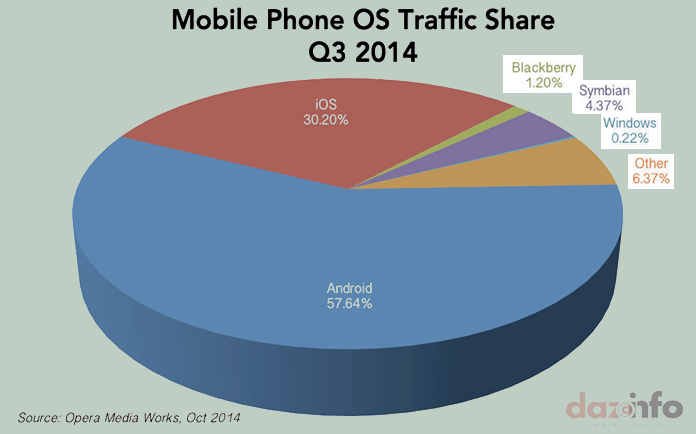 Mobile Phone OS Traffic Share
Q3 2014
Blackberry
1.20%
iOS
30.20%
Symbian
4.37%
Windows
0.22%
Other
6.37%
Android
57.64%
Source: Opera Media Works, Oct 2014
dazeinfo